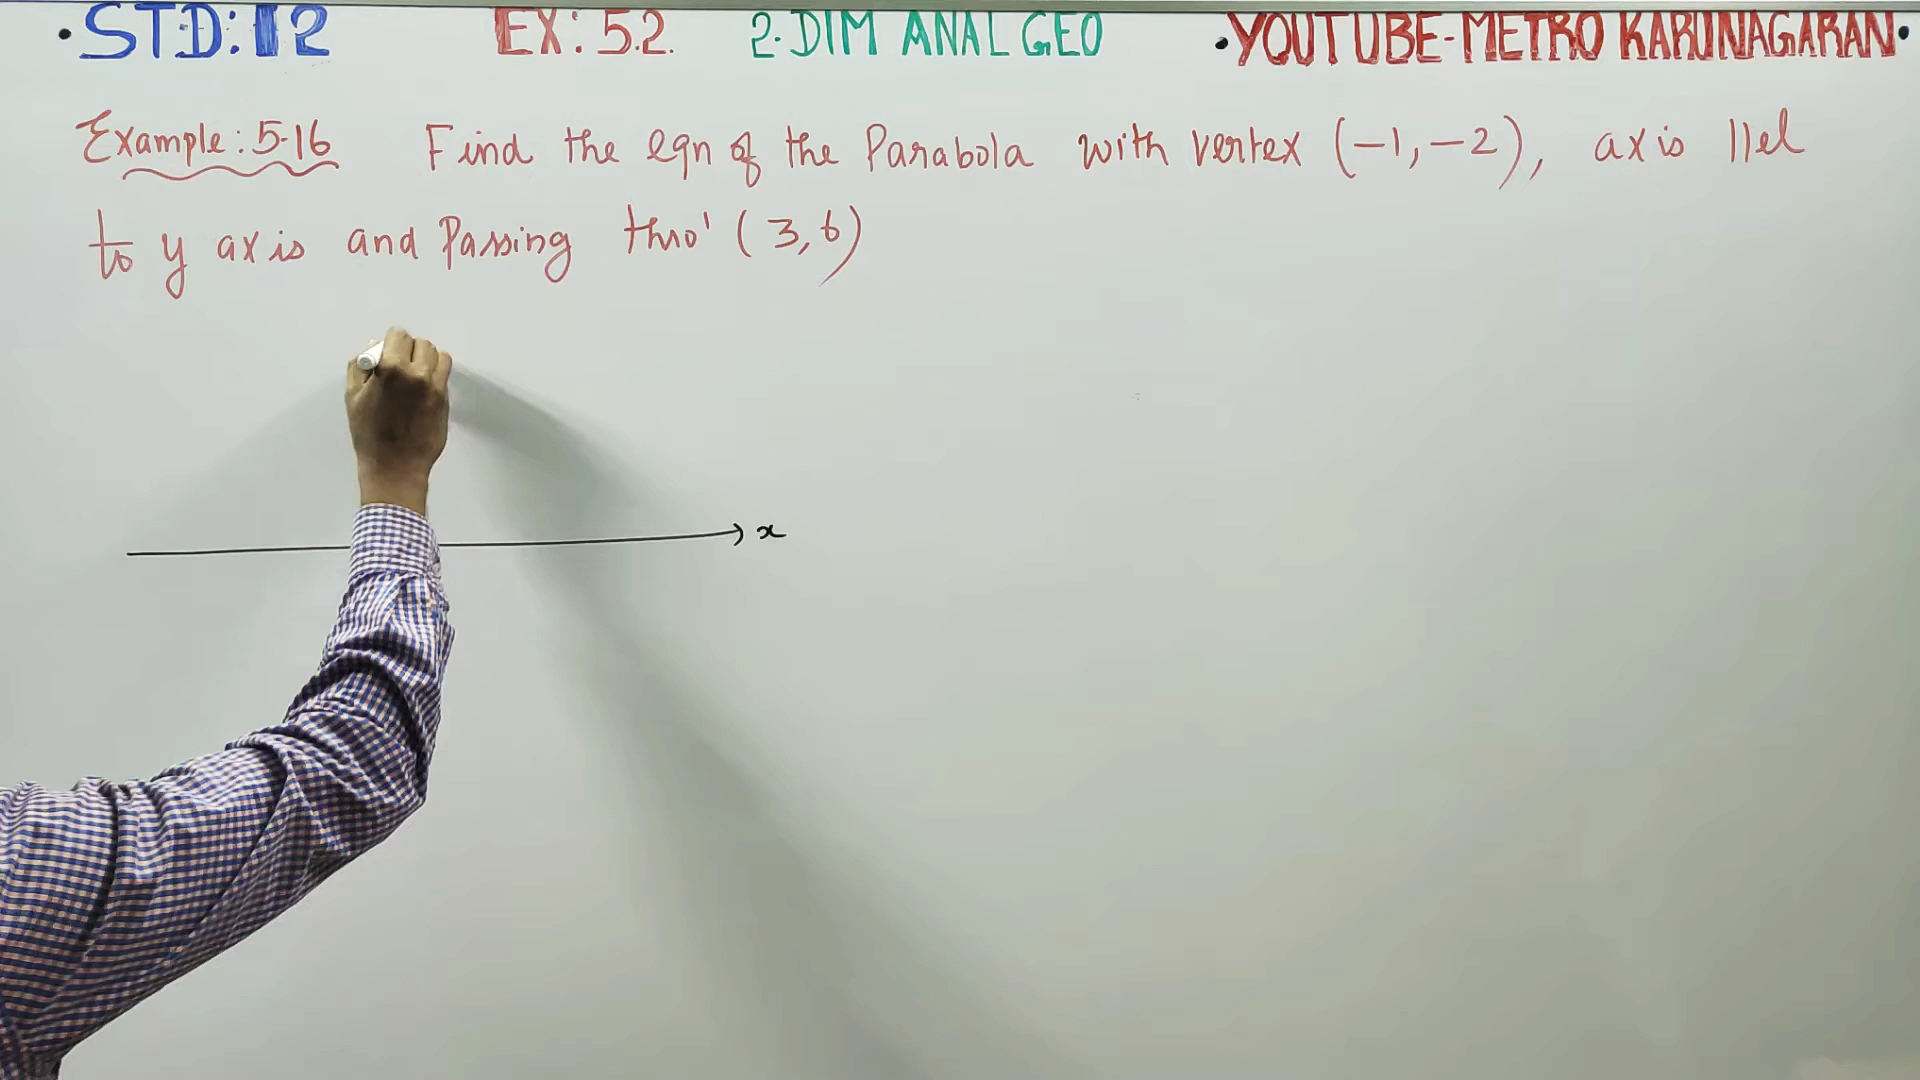 • STD: 12 EX: 5.2. 2-DIM ANAL GEO • YOUTUBE-METRO KARUNAGARAN •
Example: 5.16 Find the eqn of the Parabola with vertex (-1, -2), axis ||el
to y axis and Passing thro' (3, 6)
x